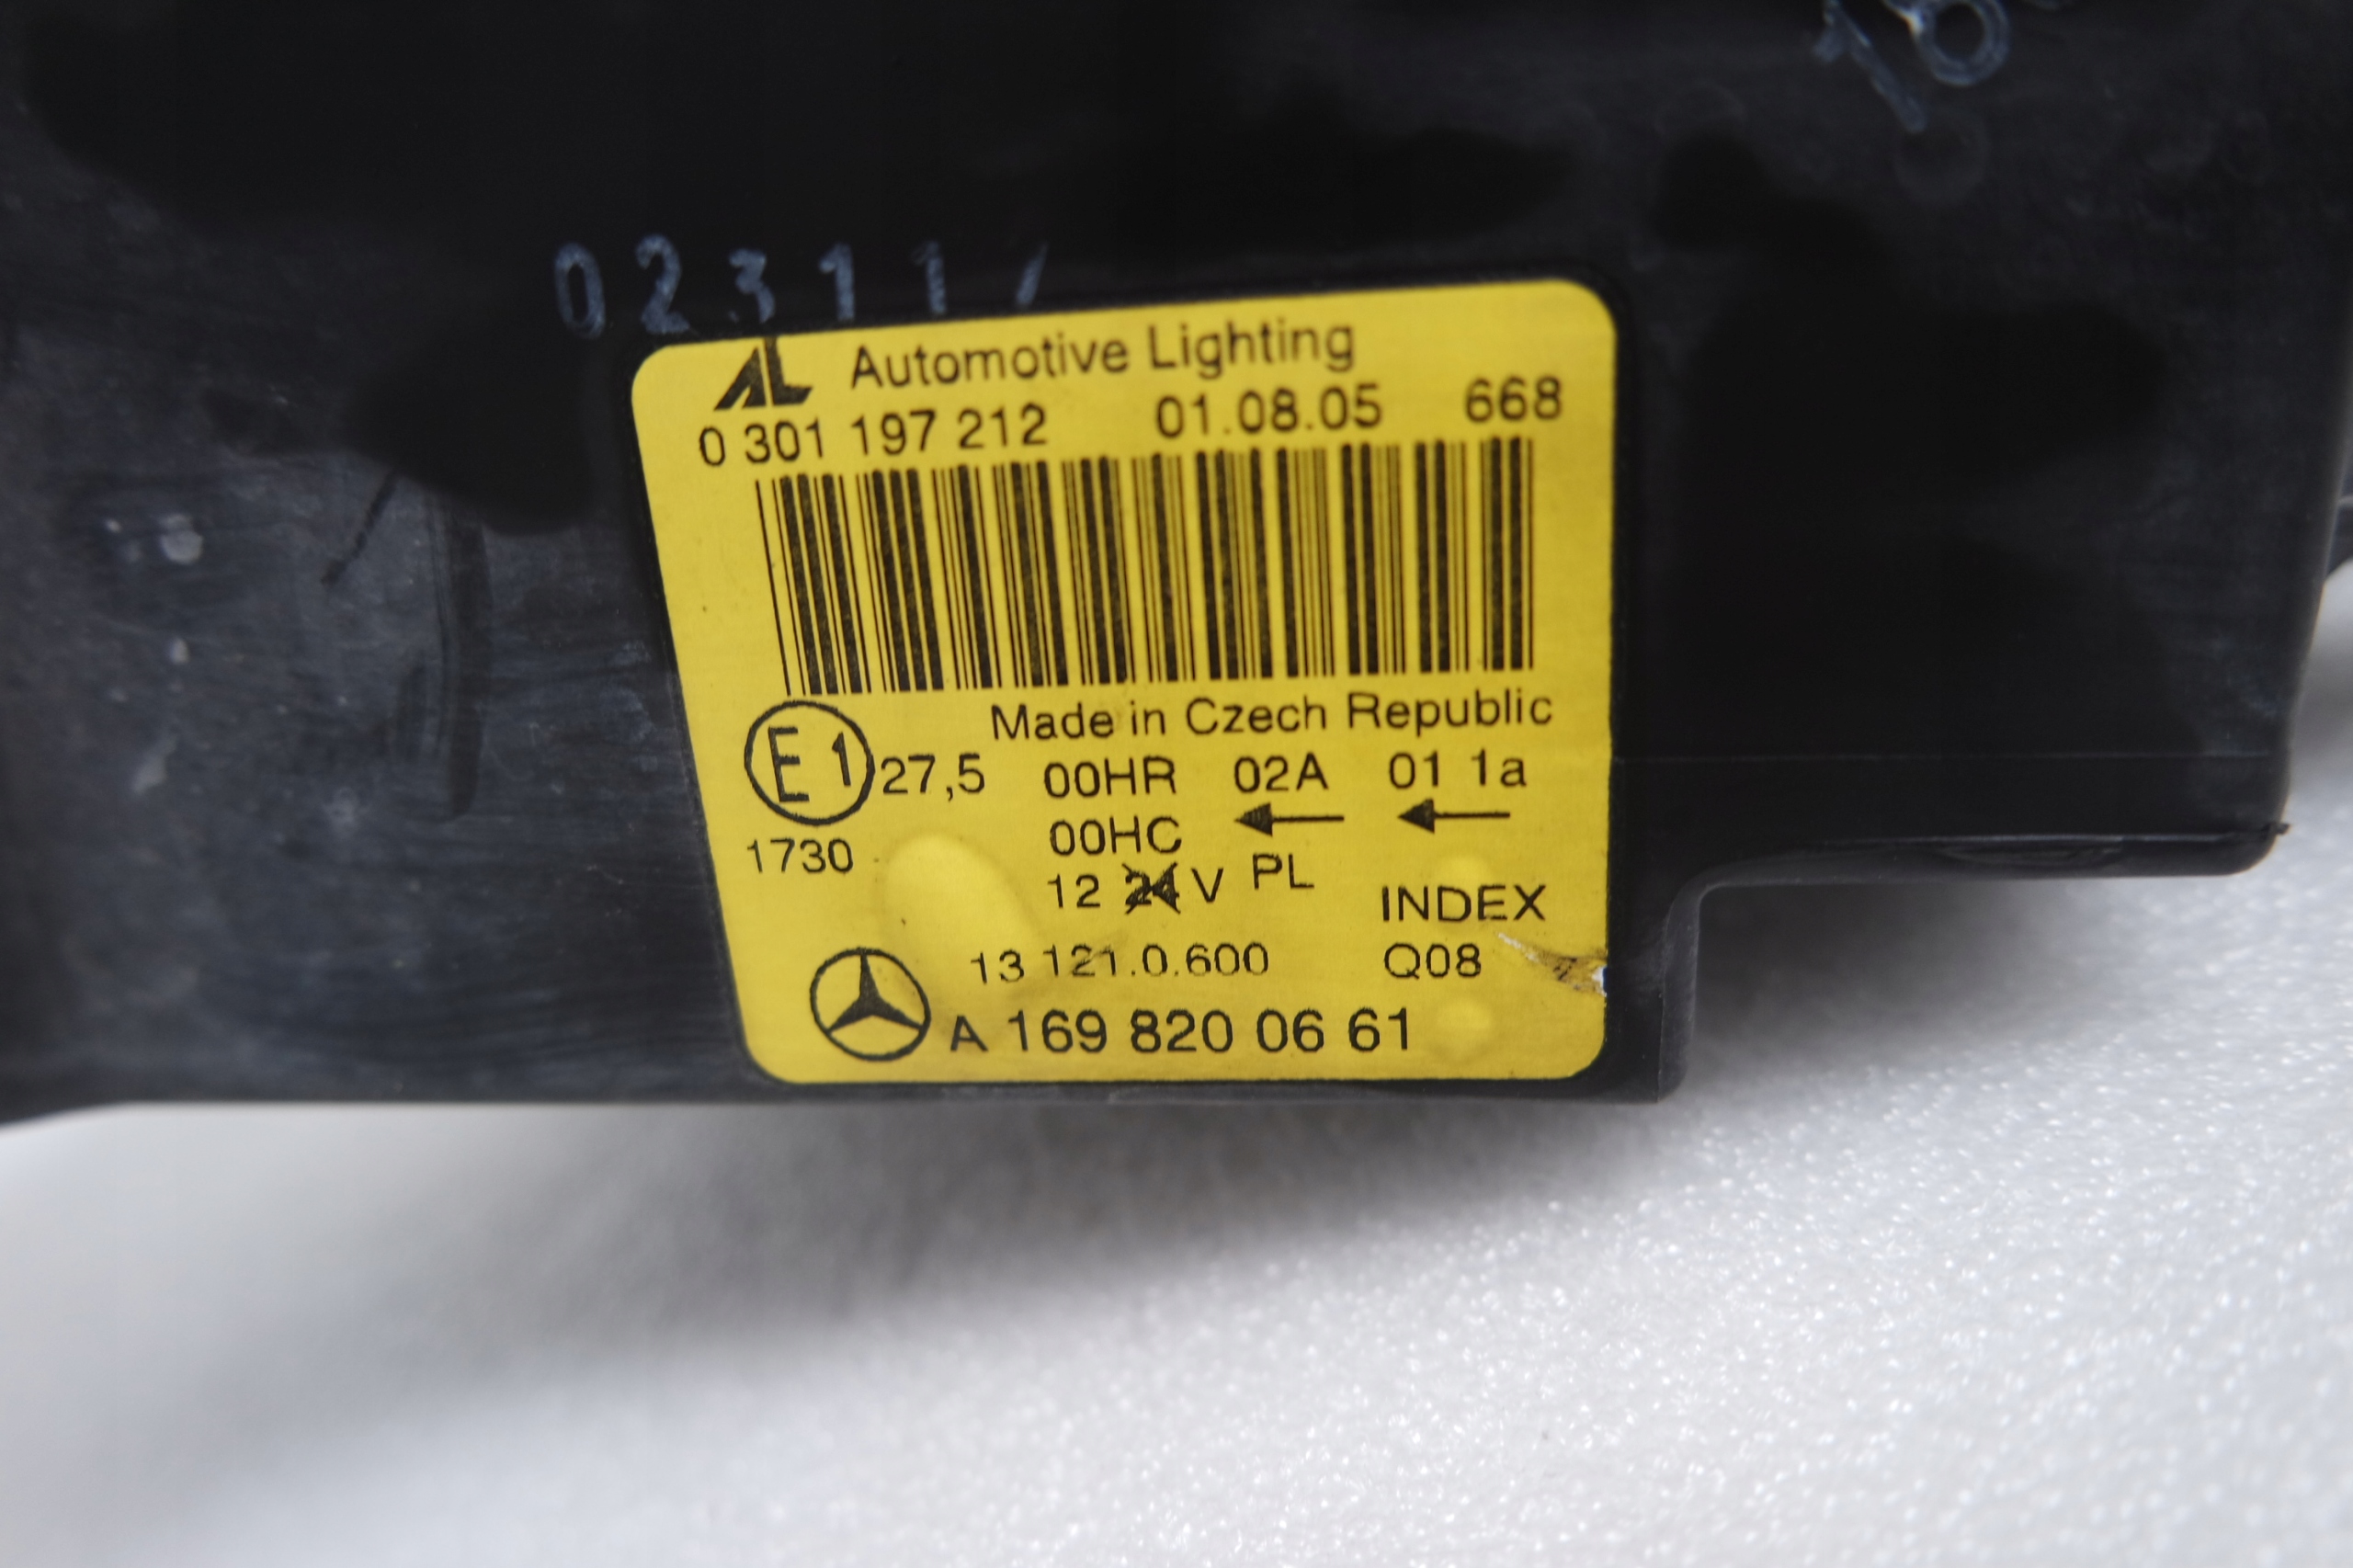 02311
AL Automotive Lighting
0 301 197 212 01.08.05 668
Made in Czech Republic
E1 27,5 00HR 02A 01 1a
00HC ← ←
1730
12 24 V PL
INDEX
13 121.0.600 Q08
A 169 820 06 61